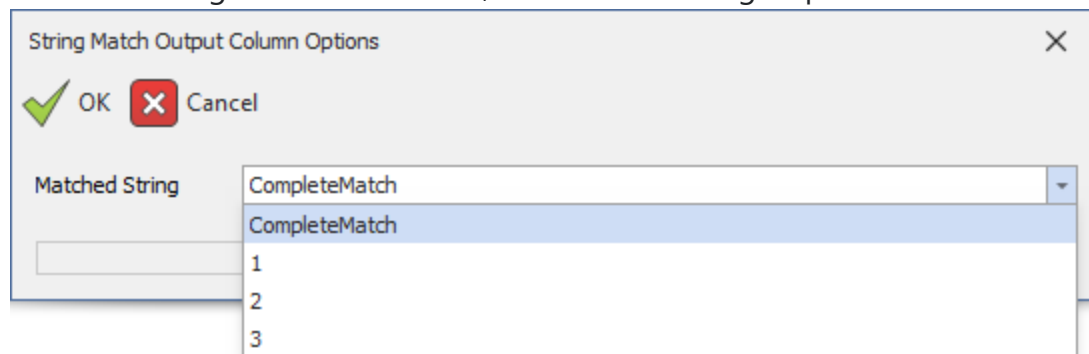 String Match Output Column Options
OK Cancel
Matched String CompleteMatch
CompleteMatch
1
2
3